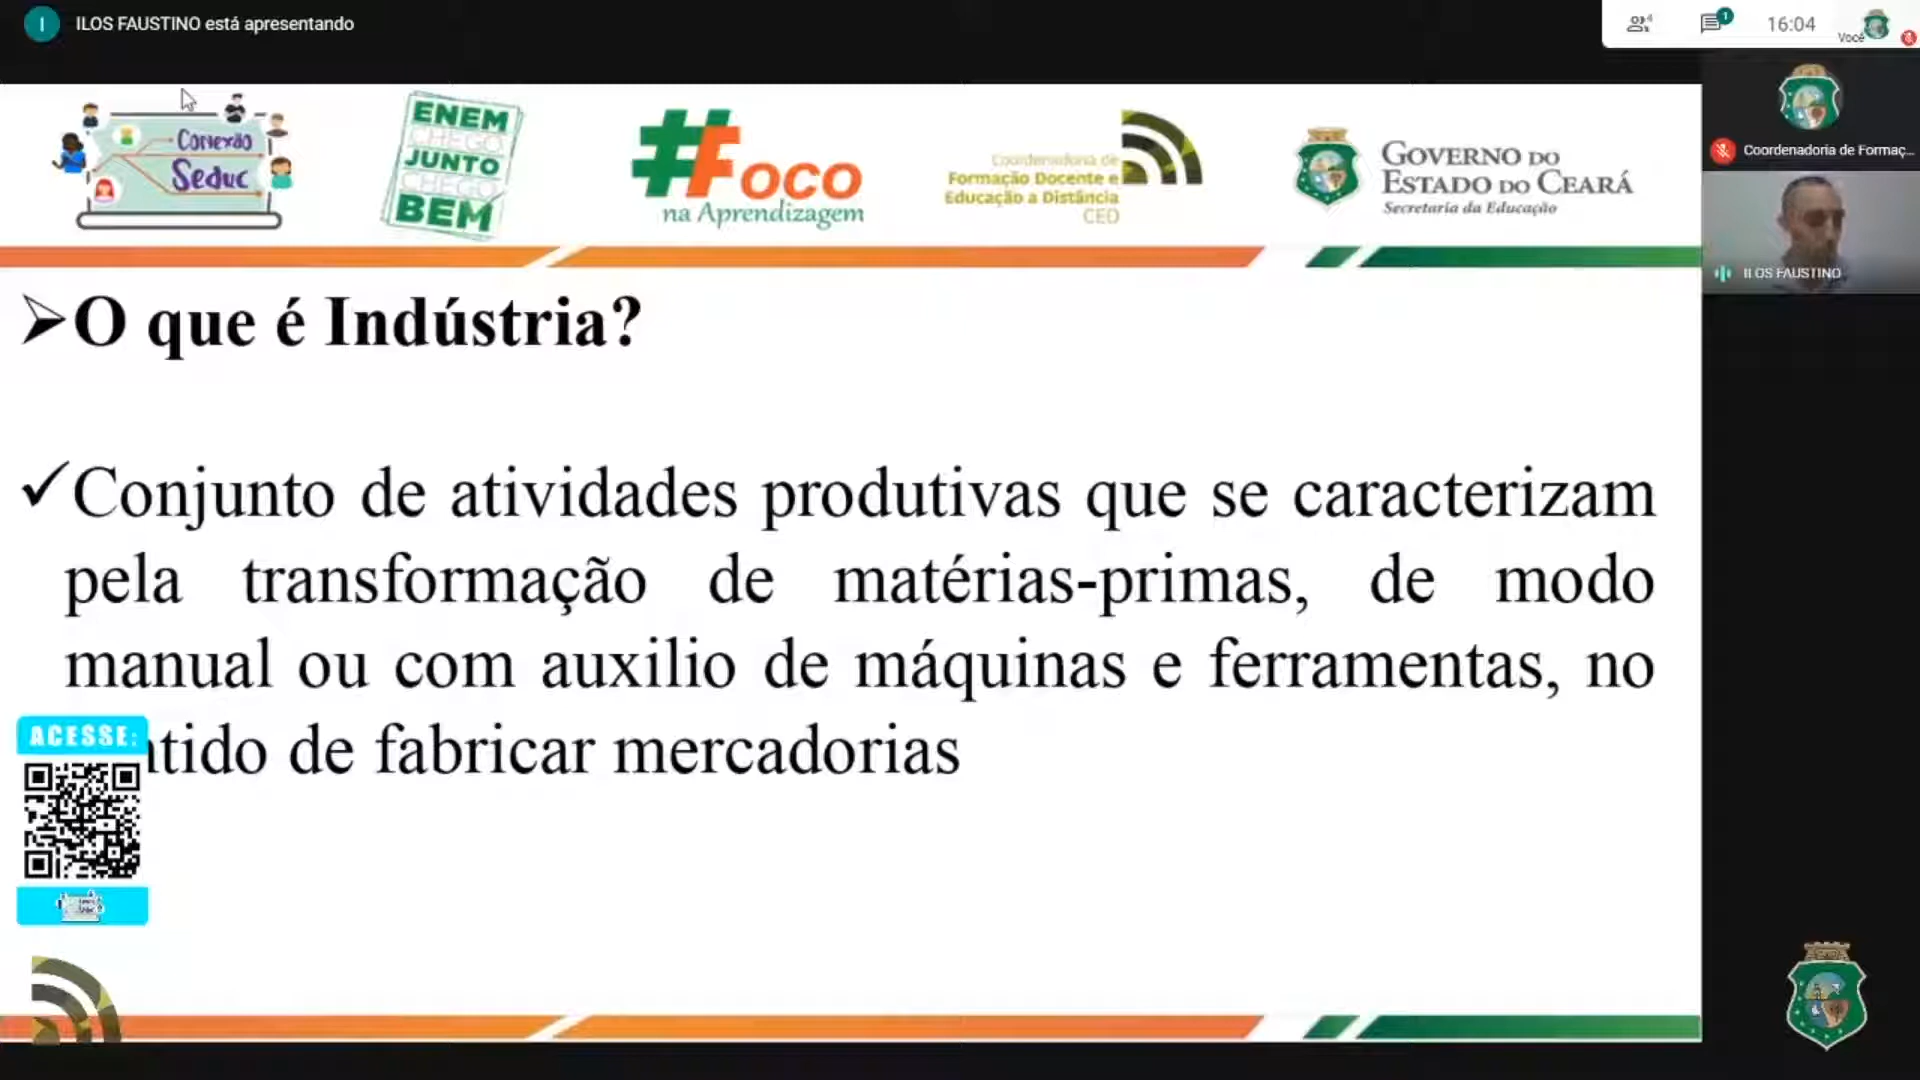 I ILOS FAUSTINO está apresentando
4 1 16:04 Você
Conexão
Seduc
ENEM
CHEGO
JUNTO
CHEGO
BEM
#Foco
na Aprendizagem
Coordenadoria de
Formação Docente e
Educação a Distância
CED
GOVERNO DO
ESTADO DO CEARÁ
Secretaria da Educação
Coordenadoria de Formaç...
ILOS FAUSTINO
➢O que é Indústria?
✓Conjunto de atividades produtivas que se caracterizam
pela transformação de matérias-primas, de modo
manual ou com auxilio de máquinas e ferramentas, no
ntido de fabricar mercadorias
ACESSE: